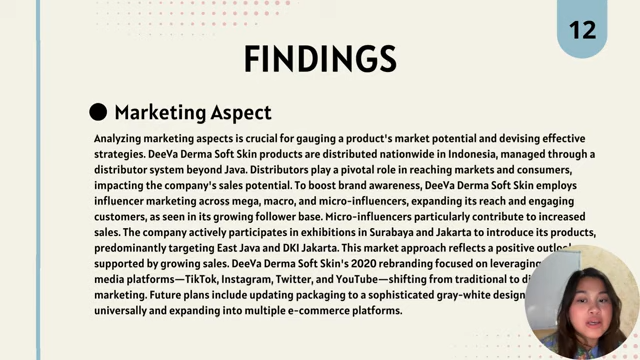 12
FINDINGS
Marketing Aspect
Analyzing marketing aspects is crucial for gauging a product's market potential and devising effective
strategies. DeeVa Derma Soft Skin products are distributed nationwide in Indonesia, managed through a
distributor system beyond Java. Distributors play a pivotal role in reaching markets and consumers,
impacting the company's sales potential. To boost brand awareness, DeeVa Derma Soft Skin employs
influencer marketing across mega, macro, and micro-influencers, expanding its reach and engaging
customers, as seen in its growing follower base. Micro-influencers particularly contribute to increased
sales. The company actively participates in exhibitions in Surabaya and Jakarta to introduce its products,
predominantly targeting East Java and DKI Jakarta. This market approach reflects a positive
supported by growing sales. DeeVa Derma Soft Skin's 2020 rebranding focused on leveraging
media platforms—TikTok, Instagram, Twitter, and YouTube—shifting from traditional to
marketing. Future plans include updating packaging to a sophisticated gray-white design
universally and expanding into multiple e-commerce platforms.